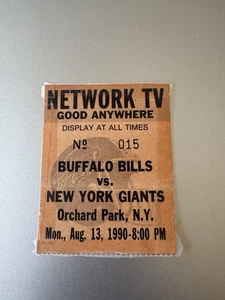 NETWORK TV
GOOD ANYWHERE
DISPLAY AT ALL TIMES
Nº 015
BUFFALO BILLS
vs.
NEW YORK GIANTS
Orchard Park, N.Y.
Mon., Aug. 13, 1990-8:00 PM